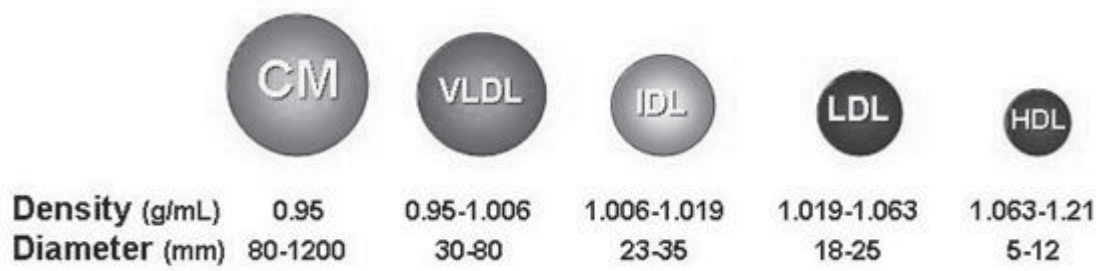 CM VLDL IDL LDL HDL
Density (g/mL) 0.95 0.95-1.006 1.006-1.019 1.019-1.063 1.063-1.21
Diameter (mm) 80-1200 30-80 23-35 18-25 5-12